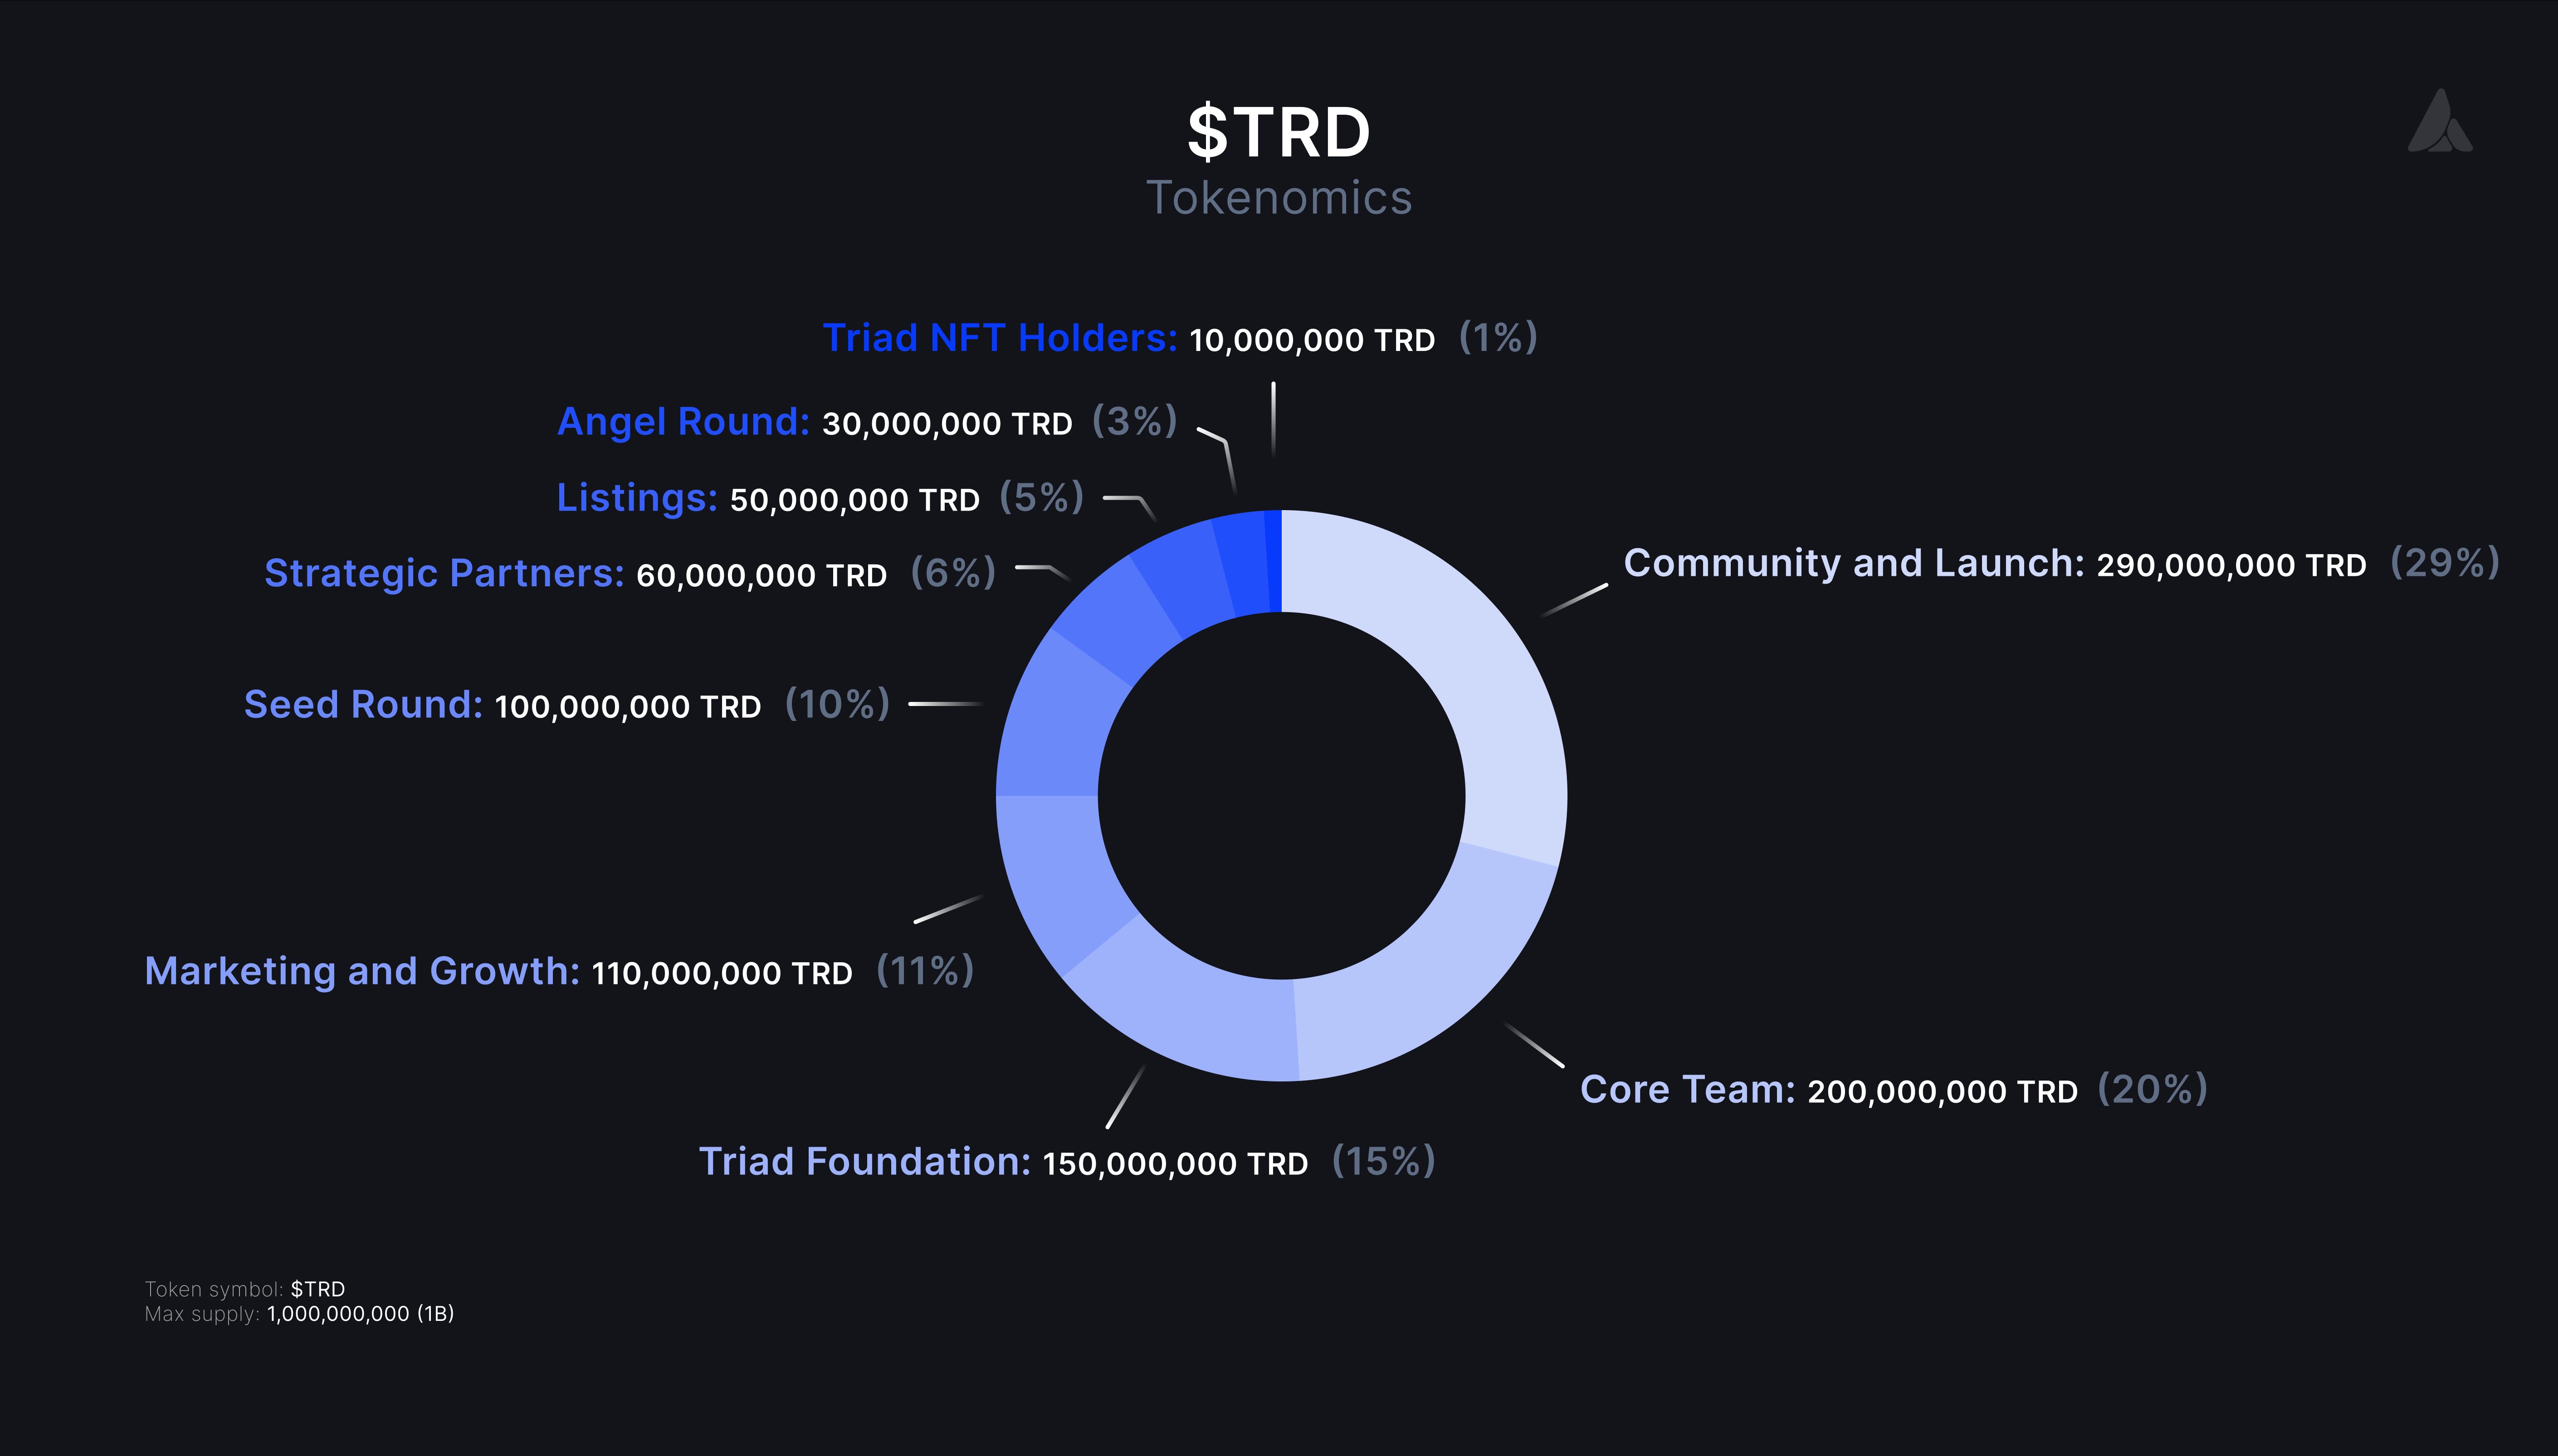 $TRD
Tokenomics
Triad NFT Holders: 10,000,000 TRD (1%)
Angel Round: 30,000,000 TRD (3%)
Listings: 50,000,000 TRD (5%)
Strategic Partners: 60,000,000 TRD (6%)
Community and Launch: 290,000,000 TRD (29%)
Seed Round: 100,000,000 TRD (10%)
Marketing and Growth: 110,000,000 TRD (11%)
Core Team: 200,000,000 TRD (20%)
Triad Foundation: 150,000,000 TRD (15%)
Token symbol: $TRD
Max supply: 1,000,000,000 (1B)